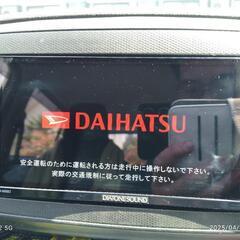 DAIHATSU
安全運転のために運転される方は走行中に操作しないで下さい。
実際の交通規制に従って走行して下さい。
DIATONE SOUND